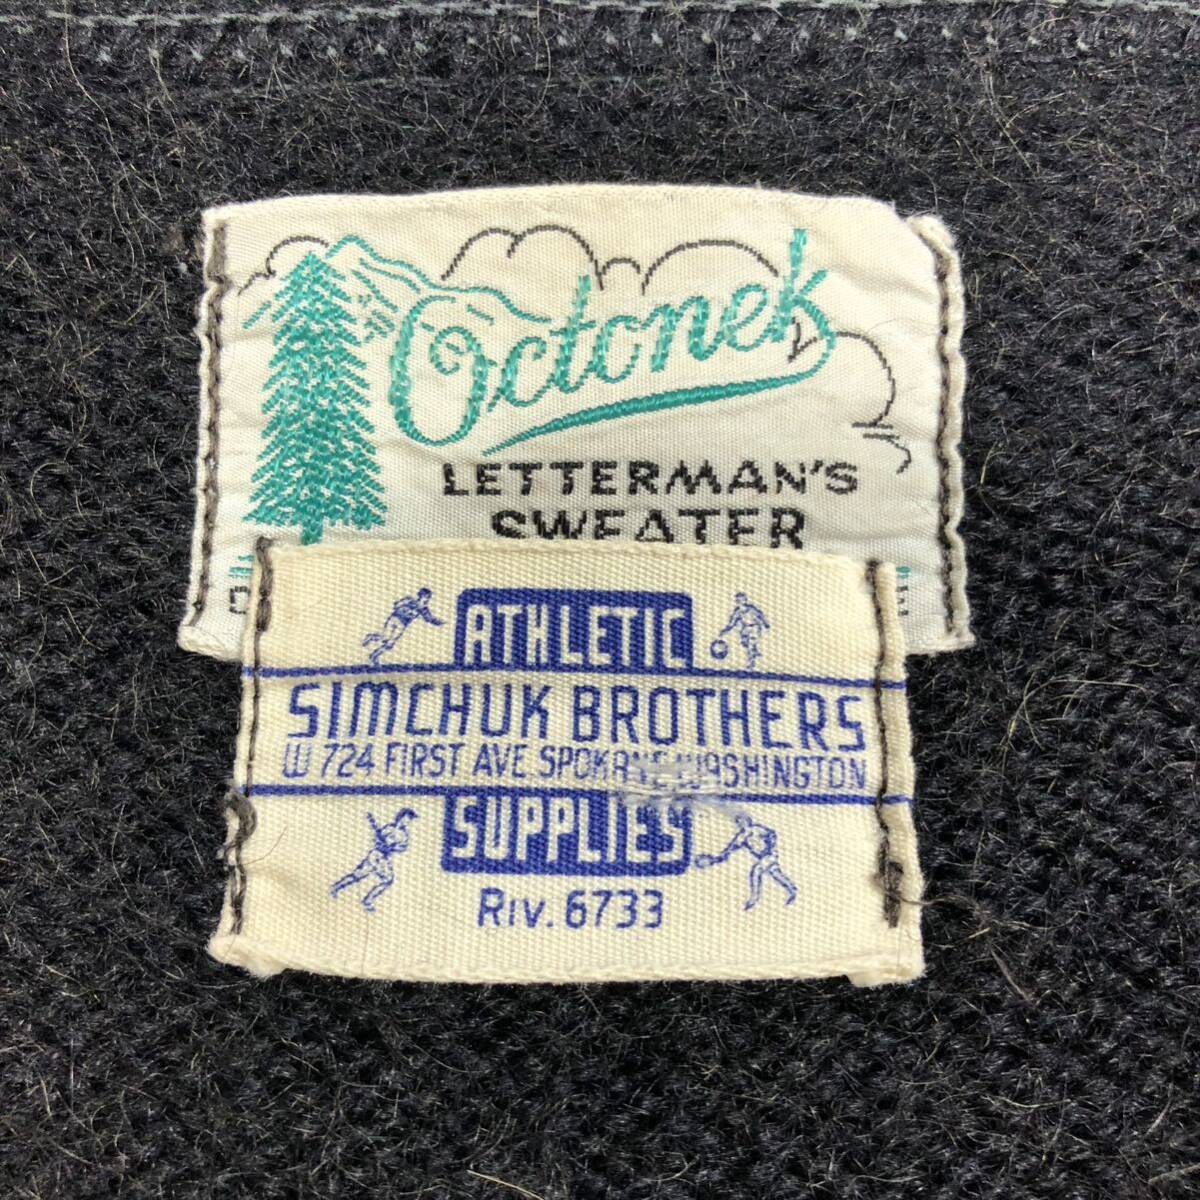 Octonek
LETTERMAN'S
SWEATER
ATHLETIC
SIMCHUK BROTHERS
W 724 FIRST AVE. SPOKANE, WASHINGTON
SUPPLIES
RIV. 6733